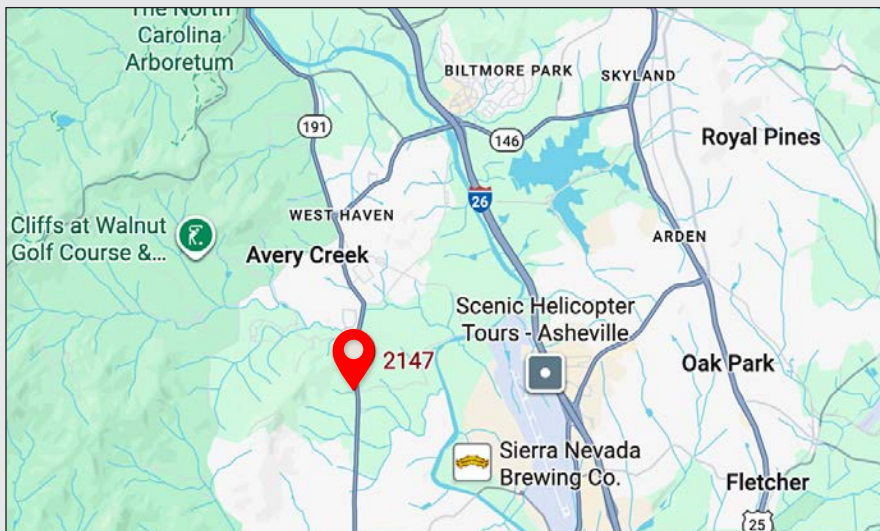 The North
Carolina
Arboretum
BILTMORE PARK
SKYLAND
191
146
Royal Pines
26
WEST HAVEN
Cliffs at Walnut
Golf Course &...
Avery Creek
ARDEN
Scenic Helicopter
Tours - Asheville
2147
Oak Park
Sierra Nevada
Brewing Co.
Fletcher
25